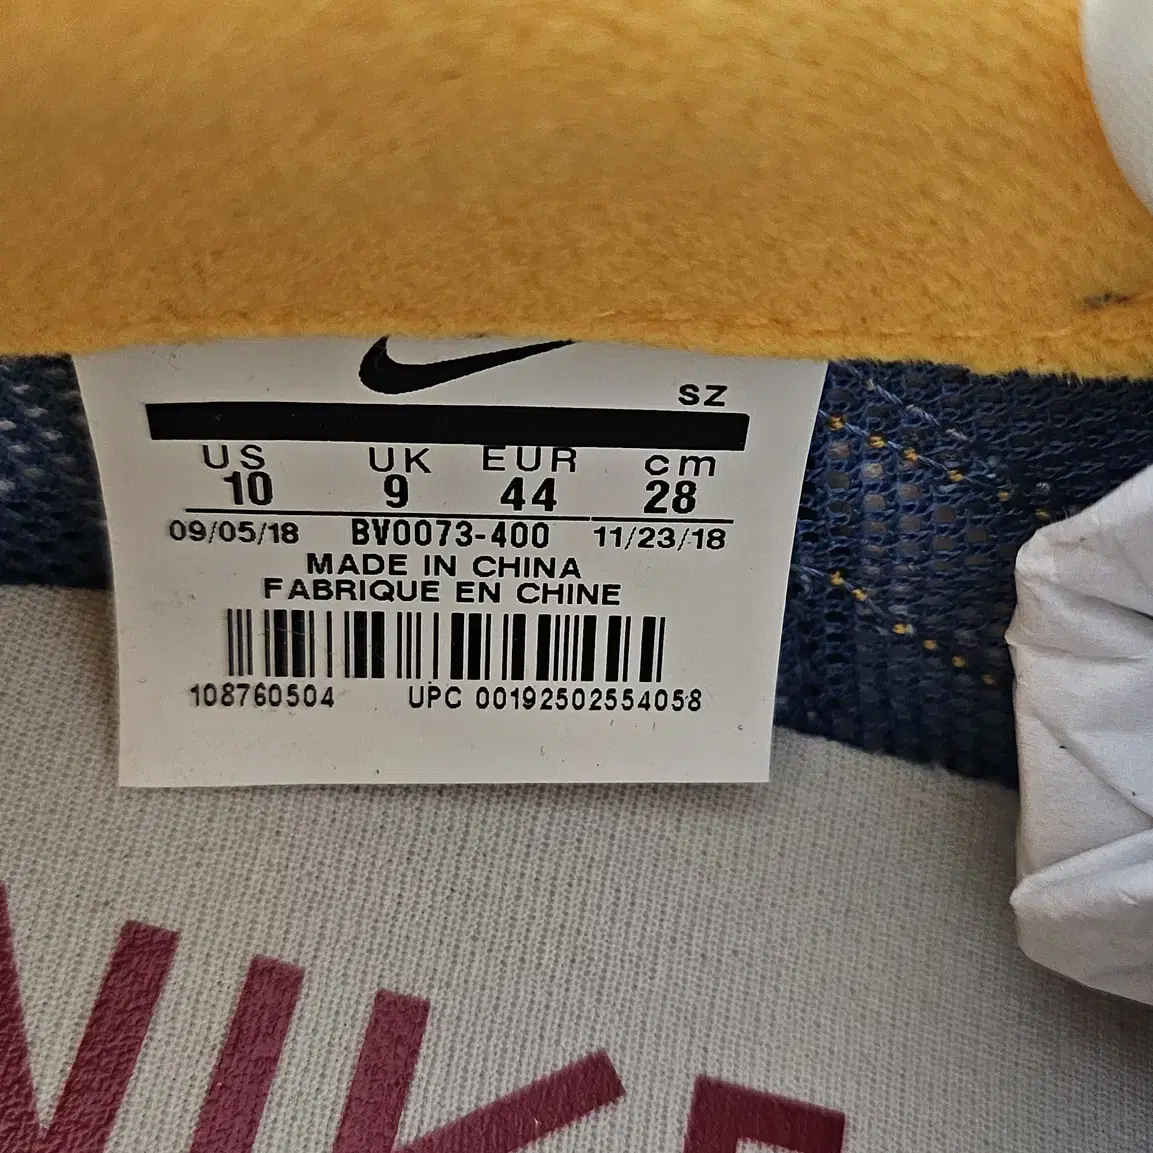 SZ
US UK EUR cm
10 9 44 28
09/05/18 BV0073-400 11/23/18
MADE IN CHINA
FABRIQUE EN CHINE
108760504 UPC 00192502554058
NIKE